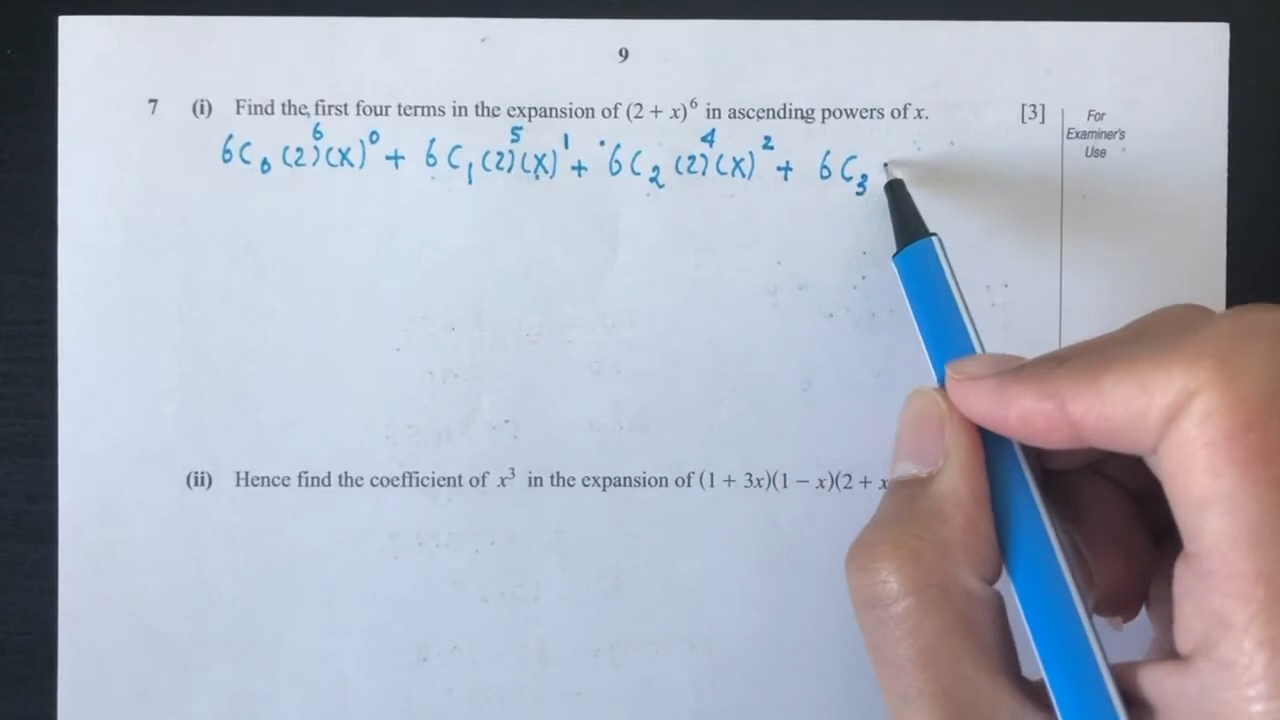 9
7 (i) Find the first four terms in the expansion of (2 + x)⁶ in ascending powers of x. [3]
For
Examiner's
Use
6C₀(2)⁶(x)⁰ + 6C₁(2)⁵(x)¹ + 6C₂(2)⁴(x)² + 6C₃
(ii) Hence find the coefficient of x³ in the expansion of (1 + 3x)(1 − x)(2 + x